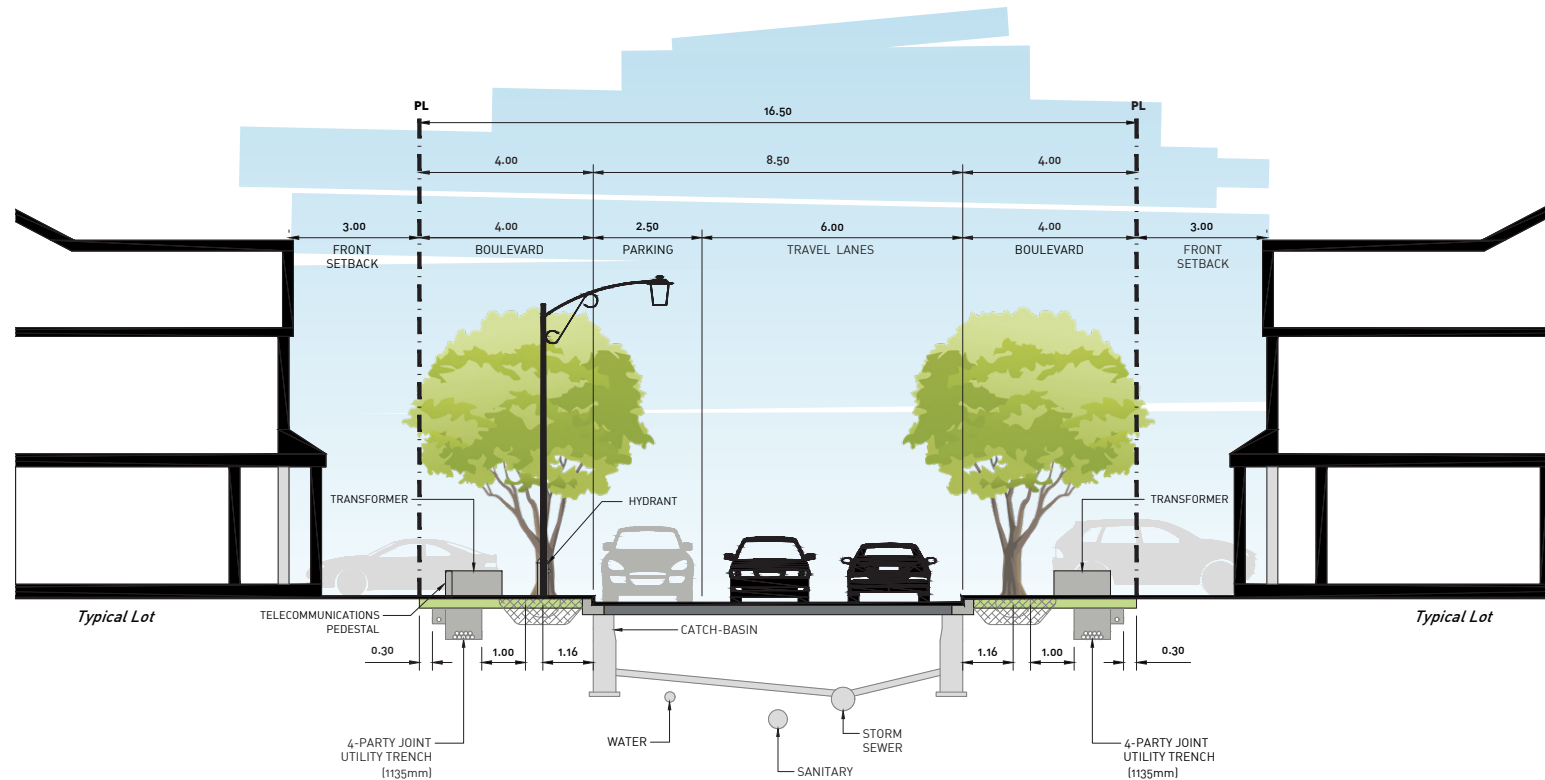 PL
PL
16.50
4.00
8.50
4.00
3.00
4.00
2.50
6.00
4.00
3.00
FRONT
SETBACK
BOULEVARD
PARKING
TRAVEL LANES
BOULEVARD
FRONT
SETBACK
TRANSFORMER
HYDRANT
TRANSFORMER
Typical Lot
TELECOMMUNICATIONS
PEDESTAL
CATCH-BASIN
Typical Lot
0.30
1.00
1.16
1.16
1.00
0.30
4-PARTY JOINT
UTILITY TRENCH
(1135mm)
WATER
SANITARY
STORM
SEWER
4-PARTY JOINT
UTILITY TRENCH
(1135mm)